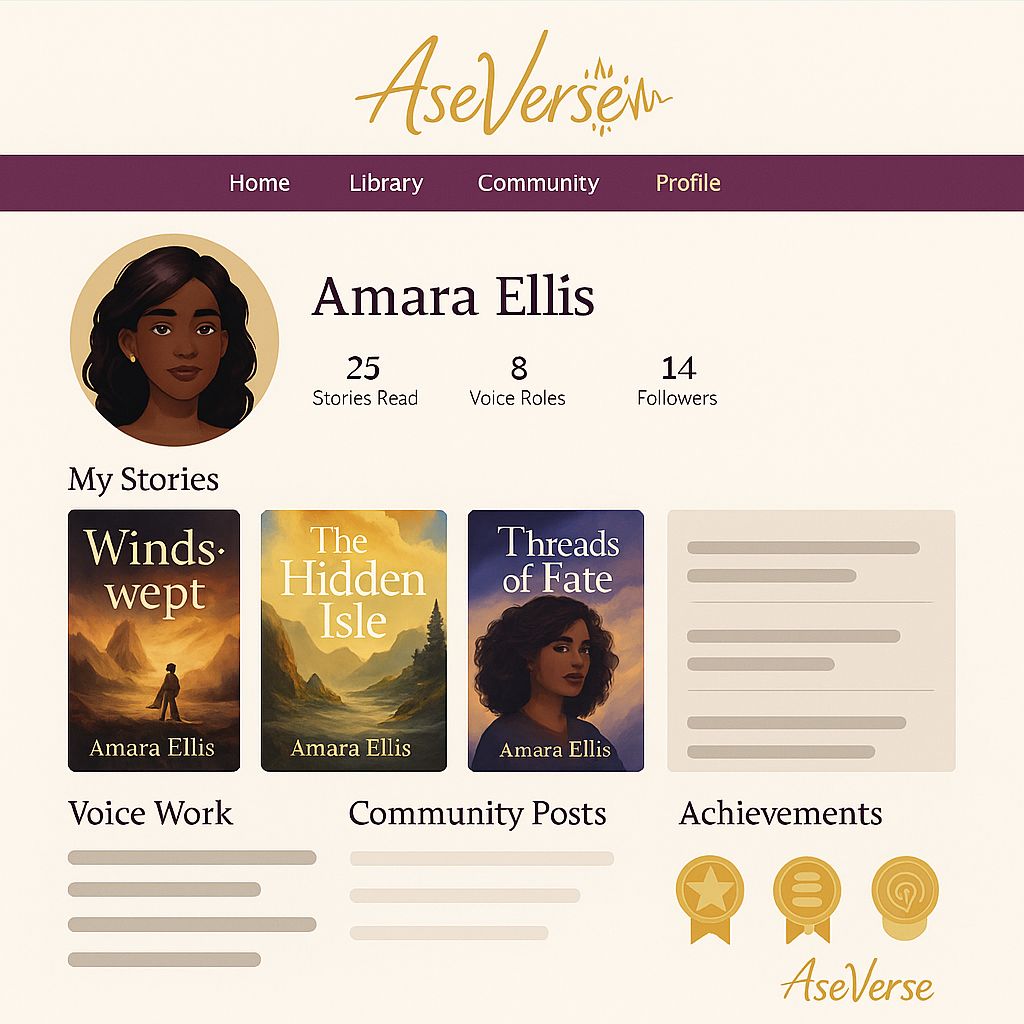 AseVerse
Home Library Community Profile
Amara Ellis
25 8 14
Stories Read Voice Roles Followers
My Stories
Winds·
wept
Amara Ellis
The
Hidden
Isle
Amara Ellis
Threads
of Fate
Amara Ellis
Voice Work Community Posts Achievements
AseVerse